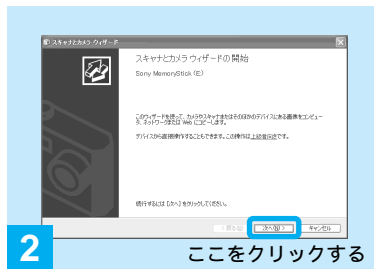 スキャナとカメラ ウィザード
スキャナとカメラ ウィザードの開始
Sony MemoryStick (E)
このウィザードを使って、カメラやスキャナまたはそのほかのデバイスにある画像をコンピュー
タ、ネットワークまたは Web にコピーします。
デバイスから直接操作することもできます。この操作は上級者向きです。
続行するには [次へ] をクリックしてください。
< 戻る(B)
次へ(N) >
キャンセル
2
ここをクリックする